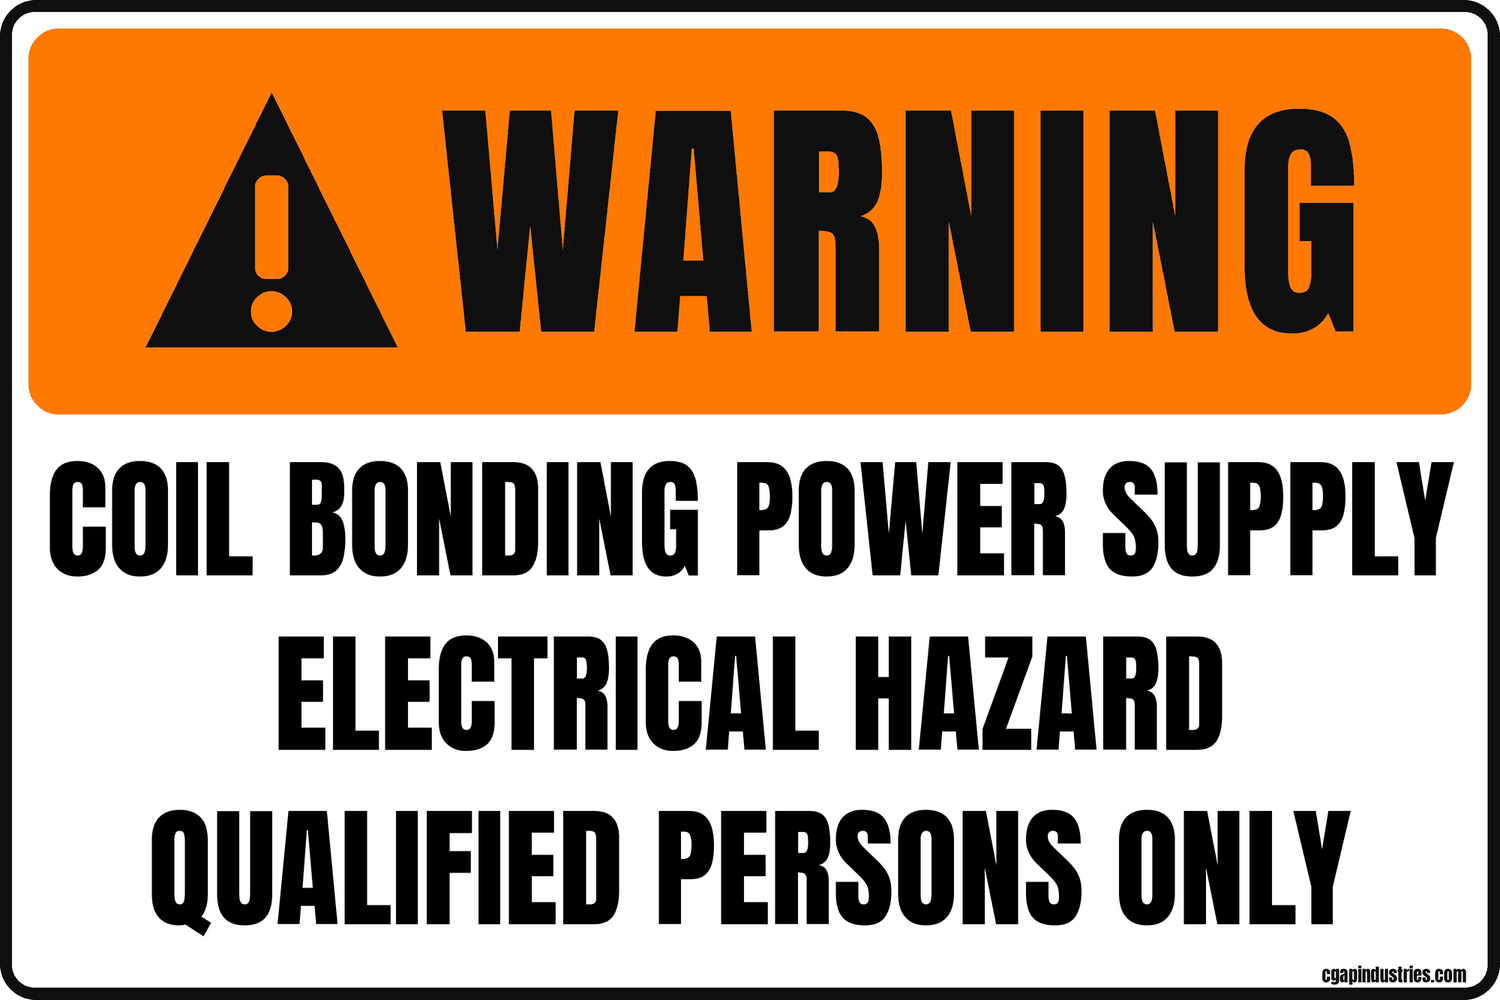 WARNING
COIL BONDING POWER SUPPLY
ELECTRICAL HAZARD
QUALIFIED PERSONS ONLY
cgapindustries.com